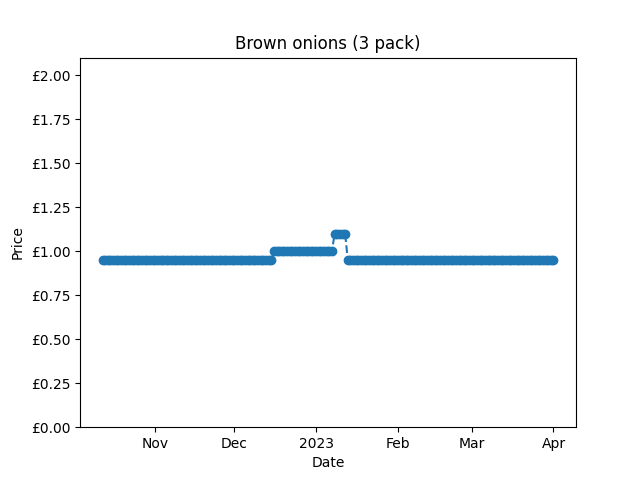 Brown onions (3 pack)
£2.00
£1.75
£1.50
£1.25
£1.00
£0.75
£0.50
£0.25
£0.00
Price
Nov Dec 2023 Feb Mar Apr
Date